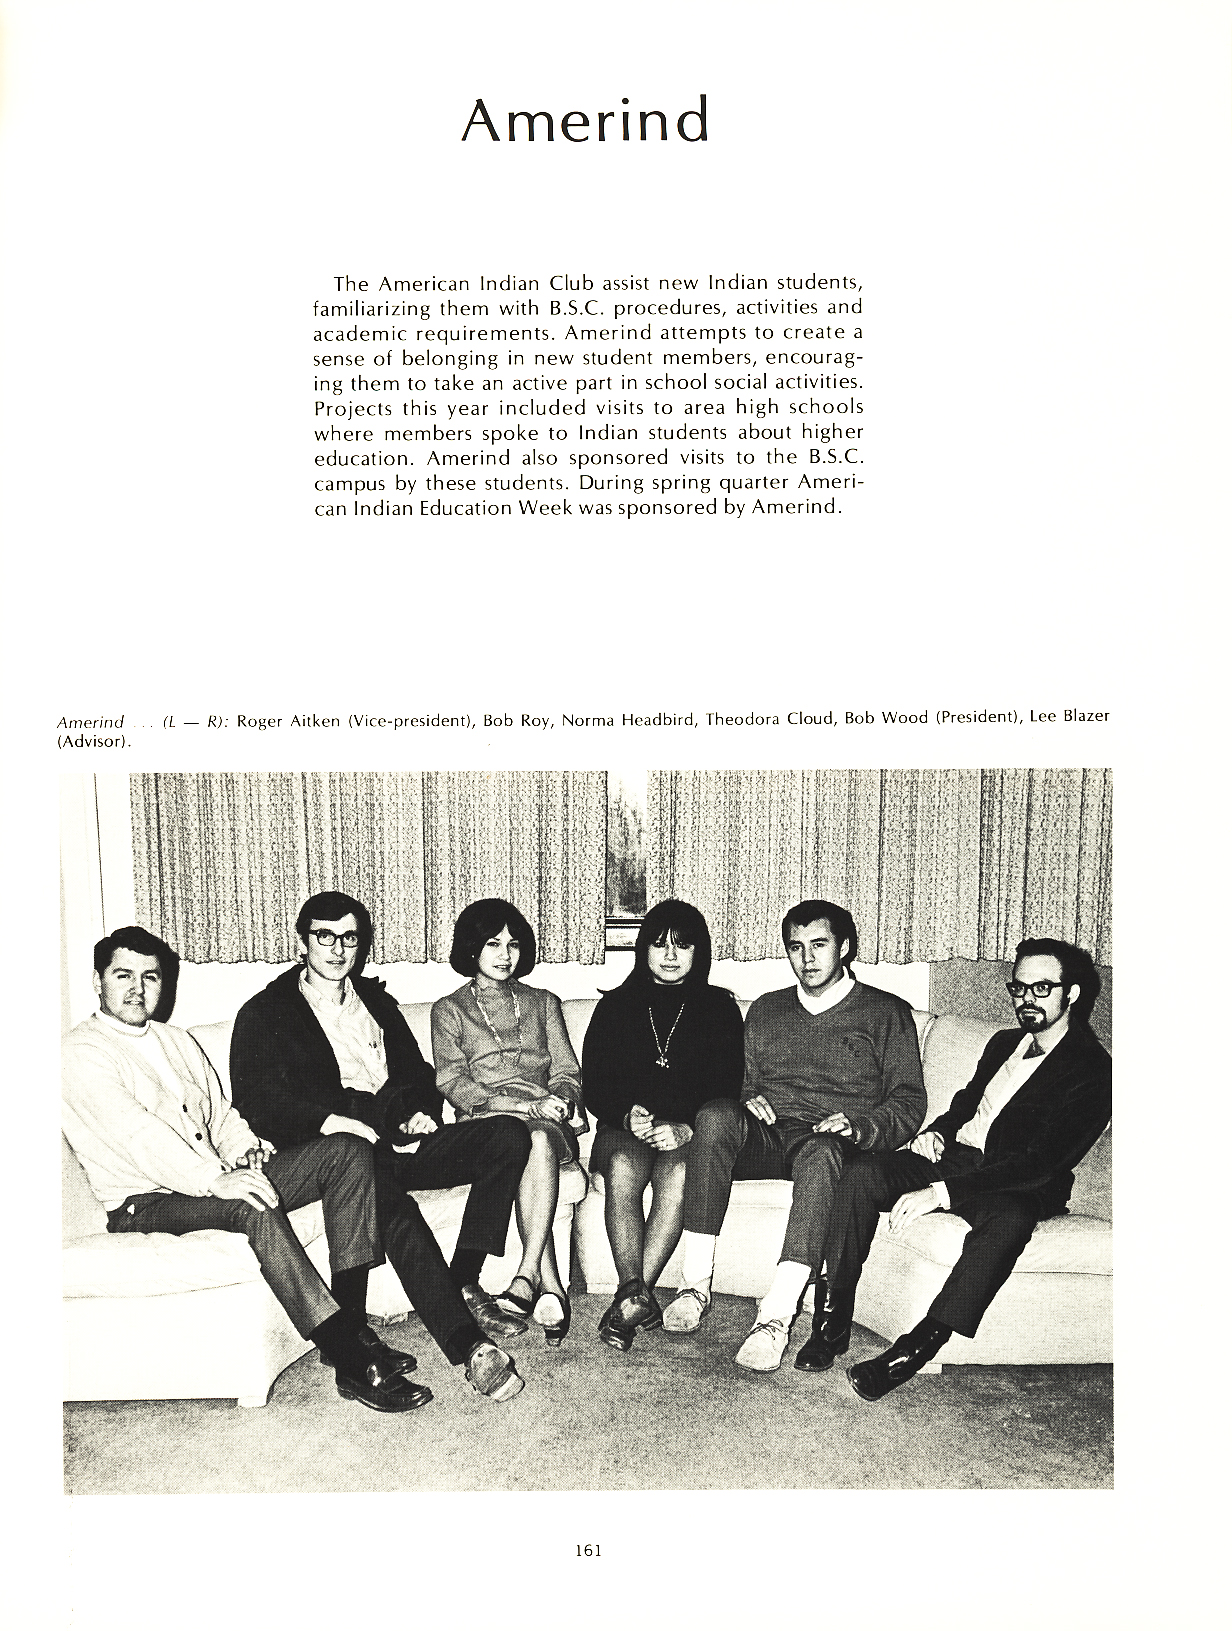 Amerind
The American Indian Club assist new Indian students,
familiarizing them with B.S.C. procedures, activities and
academic requirements. Amerind attempts to create a
sense of belonging in new student members, encourag-
ing them to take an active part in school social activities.
Projects this year included visits to area high schools
where members spoke to Indian students about higher
education. Amerind also sponsored visits to the B.S.C.
campus by these students. During spring quarter Ameri-
can Indian Education Week was sponsored by Amerind.
Amerind ... (L — R): Roger Aitken (Vice-president), Bob Roy, Norma Headbird, Theodora Cloud, Bob Wood (President), Lee Blazer
(Advisor).
161